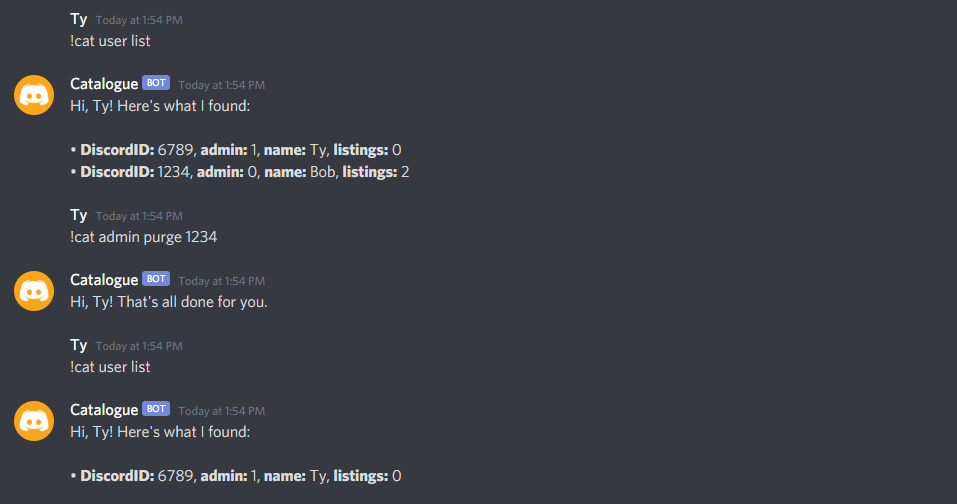 Ty Today at 1:54 PM
!cat user list
Catalogue BOT Today at 1:54 PM
Hi, Ty! Here's what I found:
• DiscordID: 6789, admin: 1, name: Ty, listings: 0
• DiscordID: 1234, admin: 0, name: Bob, listings: 2
Ty Today at 1:54 PM
!cat admin purge 1234
Catalogue BOT Today at 1:54 PM
Hi, Ty! That's all done for you.
Ty Today at 1:54 PM
!cat user list
Catalogue BOT Today at 1:54 PM
Hi, Ty! Here's what I found:
• DiscordID: 6789, admin: 1, name: Ty, listings: 0